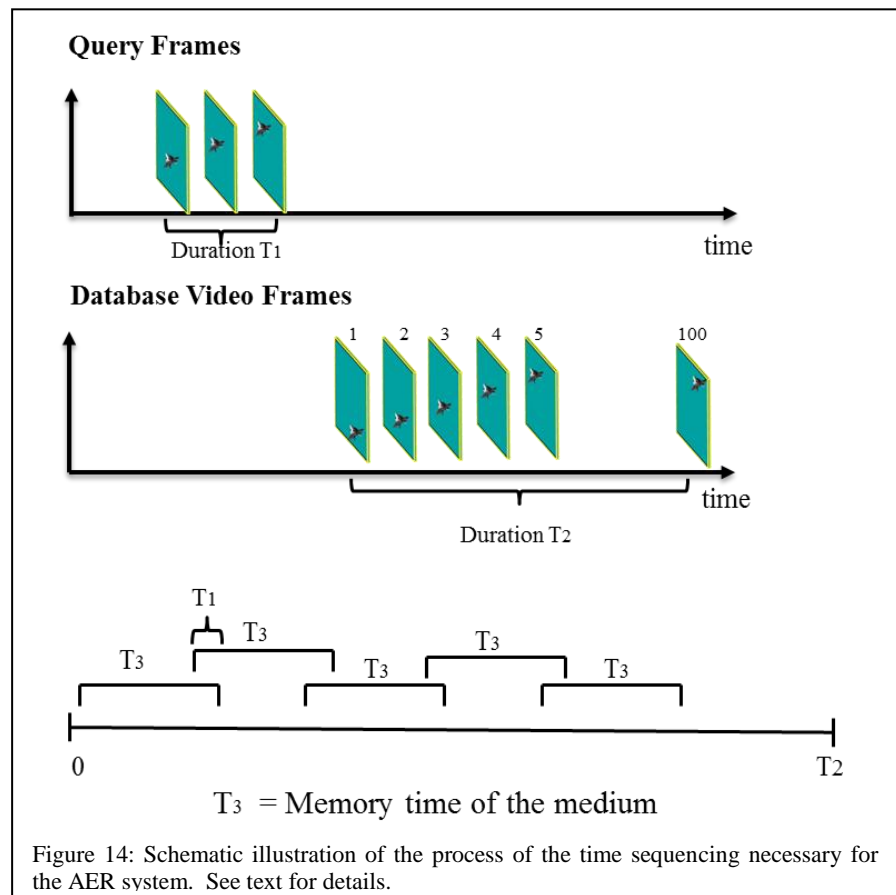 Query Frames
Duration T1
time
Database Video Frames
1 2 3 4 5 100
time
Duration T2
T1
T3
T3
T3
T3
T3
0
T2
T3 = Memory time of the medium
Figure 14: Schematic illustration of the process of the time sequencing necessary for
the AER system. See text for details.